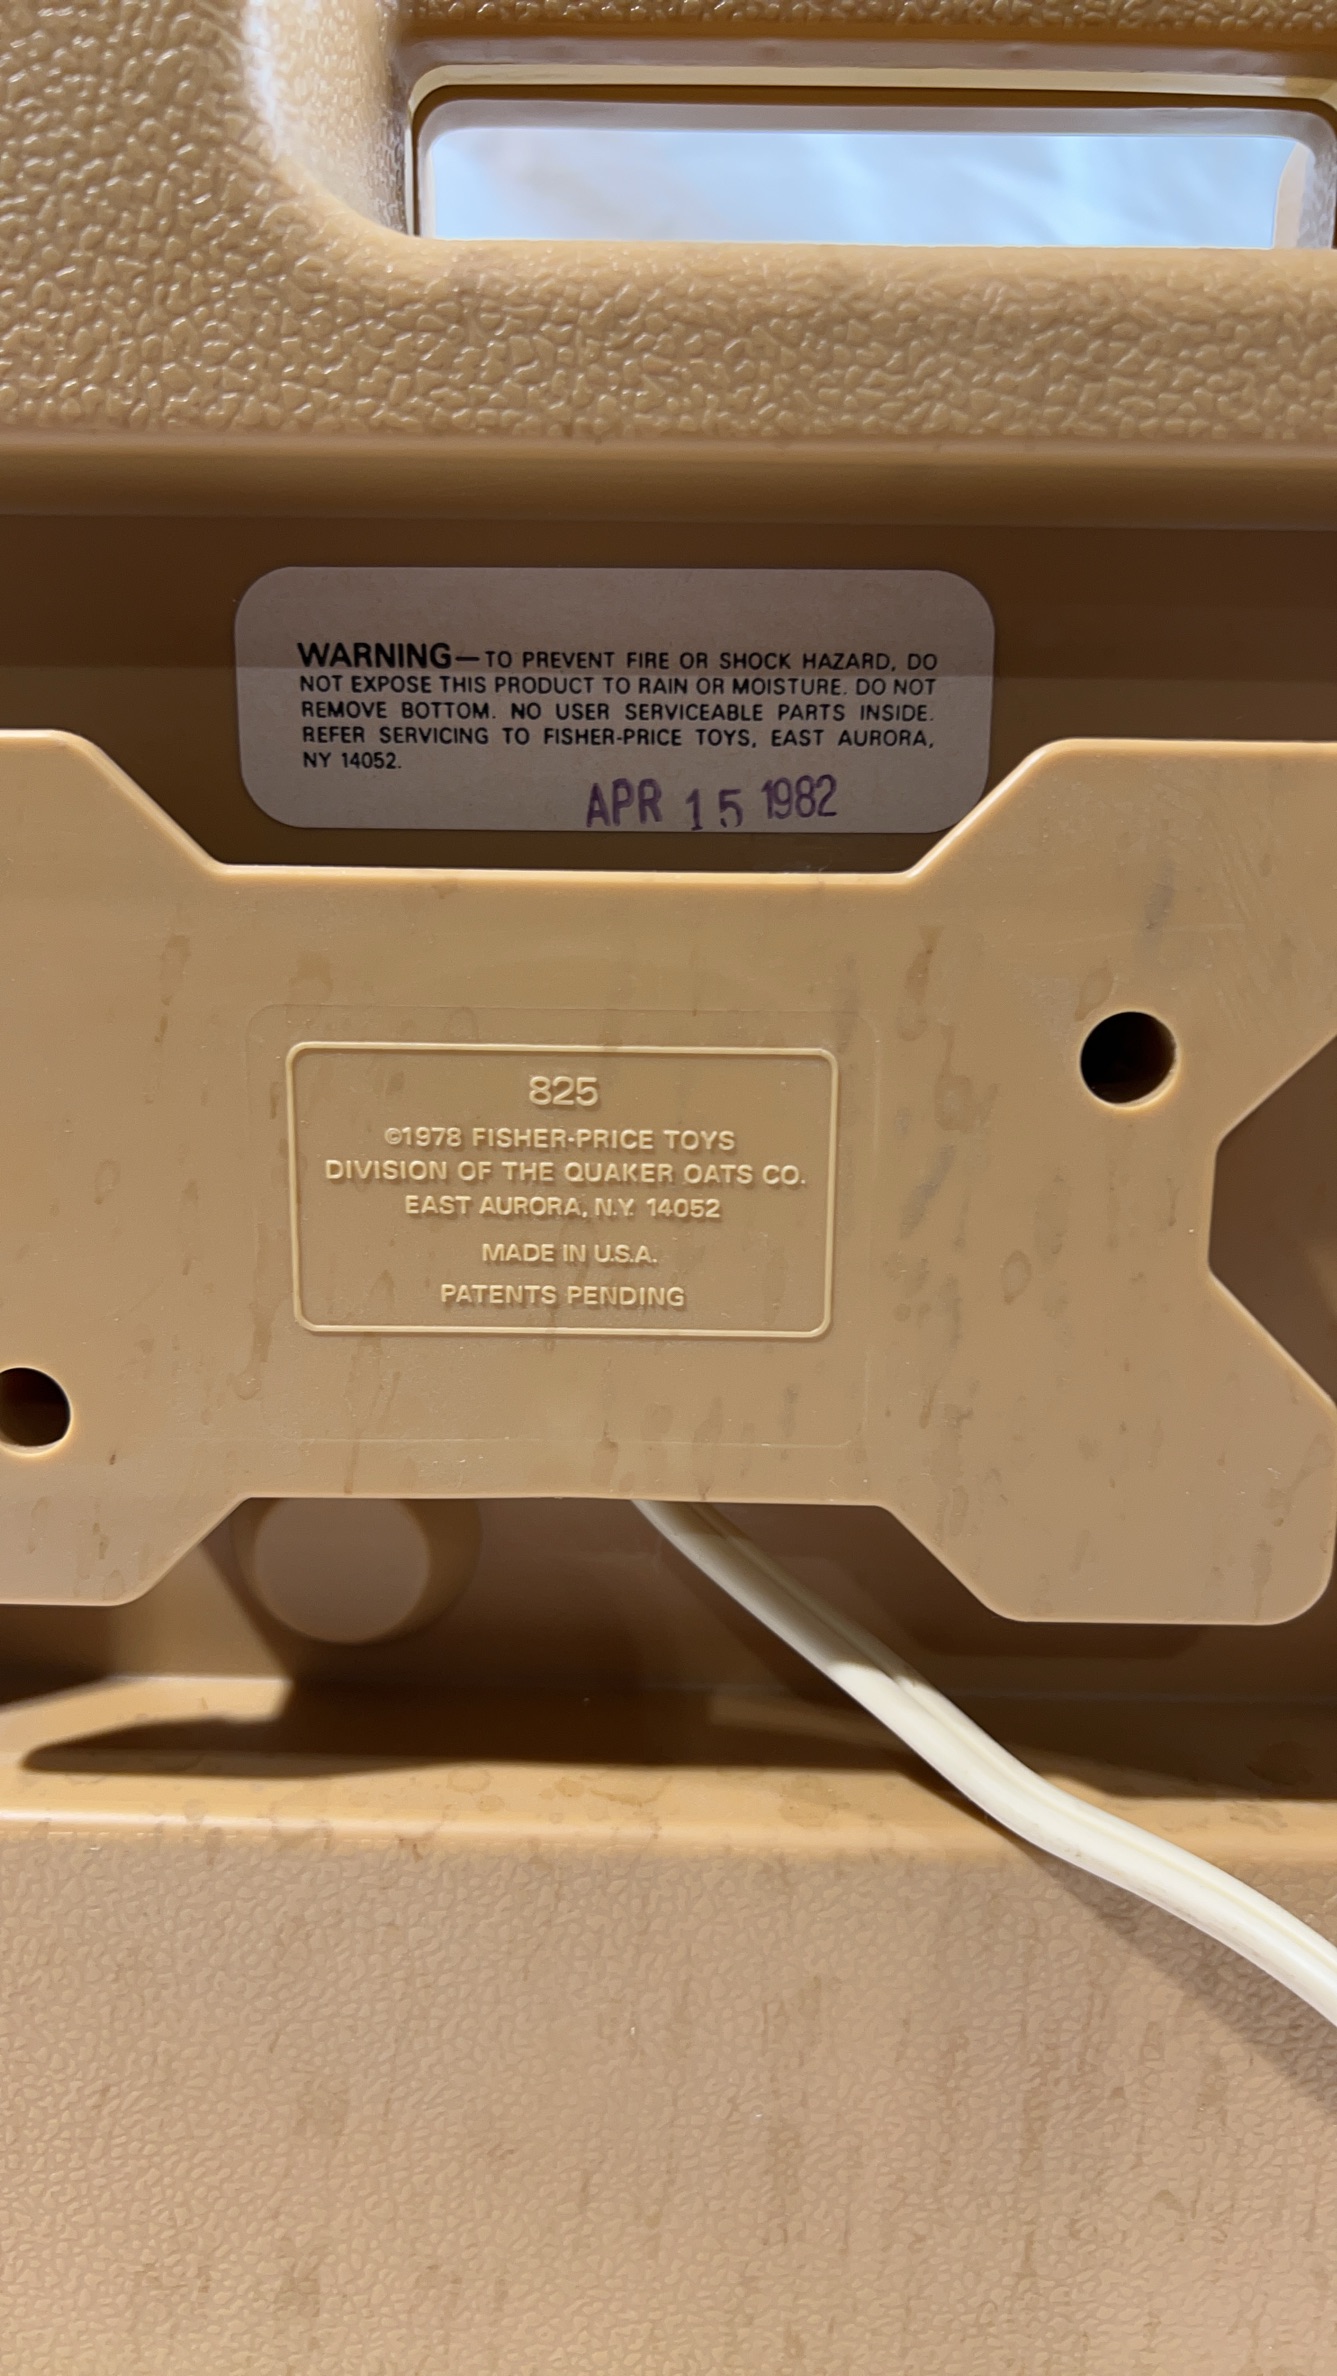 WARNING—TO PREVENT FIRE OR SHOCK HAZARD, DO
NOT EXPOSE THIS PRODUCT TO RAIN OR MOISTURE. DO NOT
REMOVE BOTTOM. NO USER SERVICEABLE PARTS INSIDE.
REFER SERVICING TO FISHER-PRICE TOYS, EAST AURORA,
NY 14052.
APR 15 1982
825
©1978 FISHER-PRICE TOYS
DIVISION OF THE QUAKER OATS CO.
EAST AURORA, N.Y. 14052
MADE IN U.S.A.
PATENTS PENDING